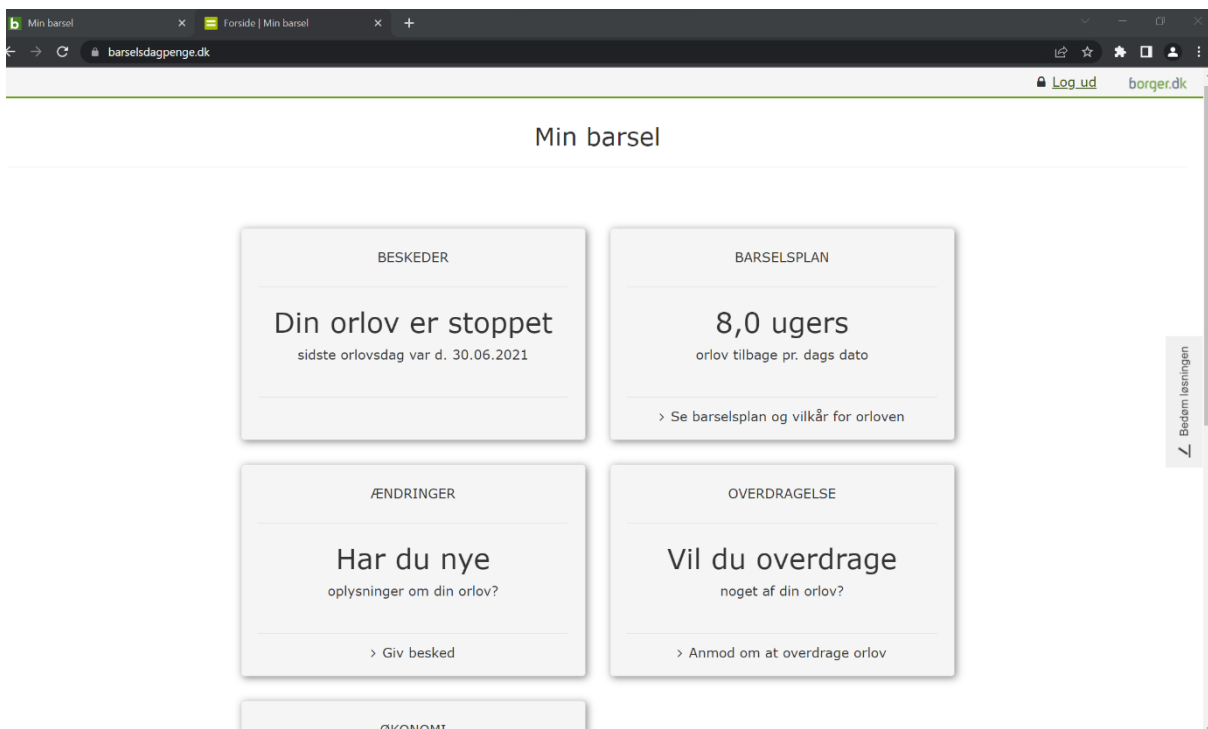 Min barsel
Forside | Min barsel
barselsdagpenge.dk
Log ud
borger.dk
Min barsel
BESKEDER
Din orlov er stoppet
sidste orlovsdag var d. 30.06.2021
BARSELSPLAN
8,0 ugers
orlov tilbage pr. dags dato
> Se barselsplan og vilkår for orloven
Bedøm løsningen
ÆNDRINGER
Har du nye
oplysninger om din orlov?
> Giv besked
OVERDRAGELSE
Vil du overdrage
noget af din orlov?
> Anmod om at overdrage orlov
ØKONOMI